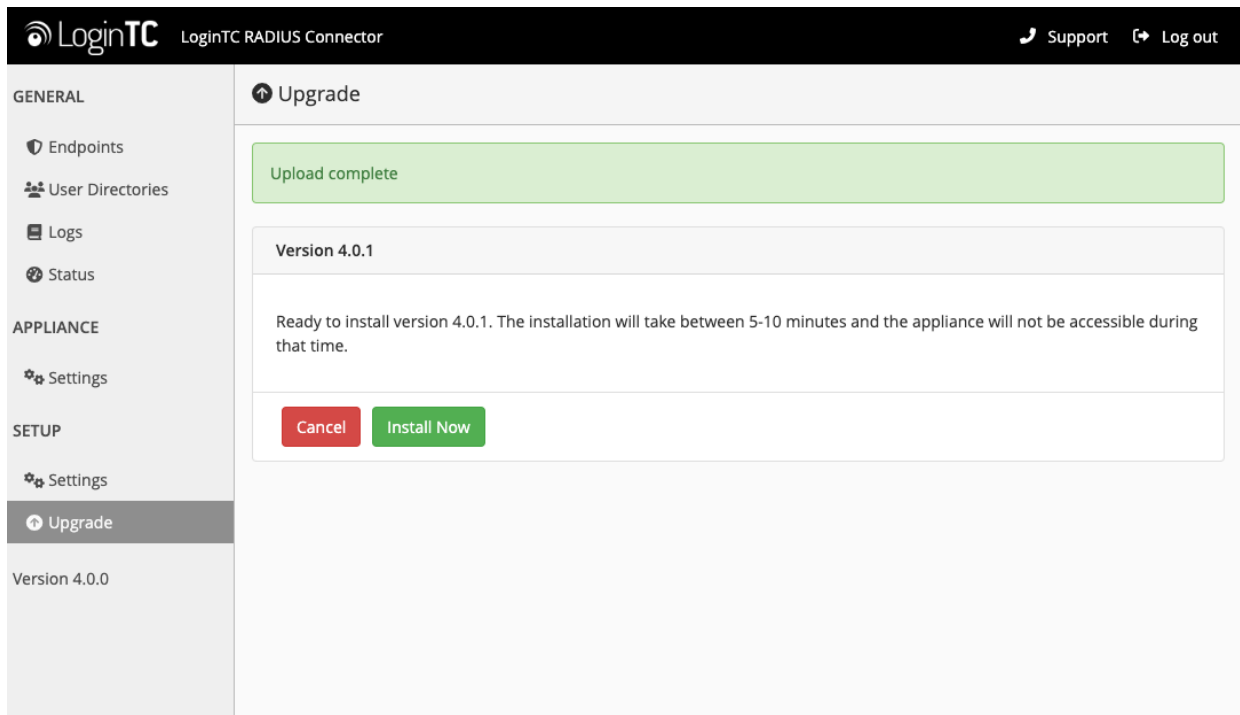 LoginTC LoginTC RADIUS Connector Support Log out
GENERAL
Endpoints
User Directories
Logs
Status
APPLIANCE
Settings
SETUP
Settings
Upgrade
Version 4.0.0
Upgrade
Upload complete
Version 4.0.1
Ready to install version 4.0.1. The installation will take between 5-10 minutes and the appliance will not be accessible during
that time.
Cancel Install Now